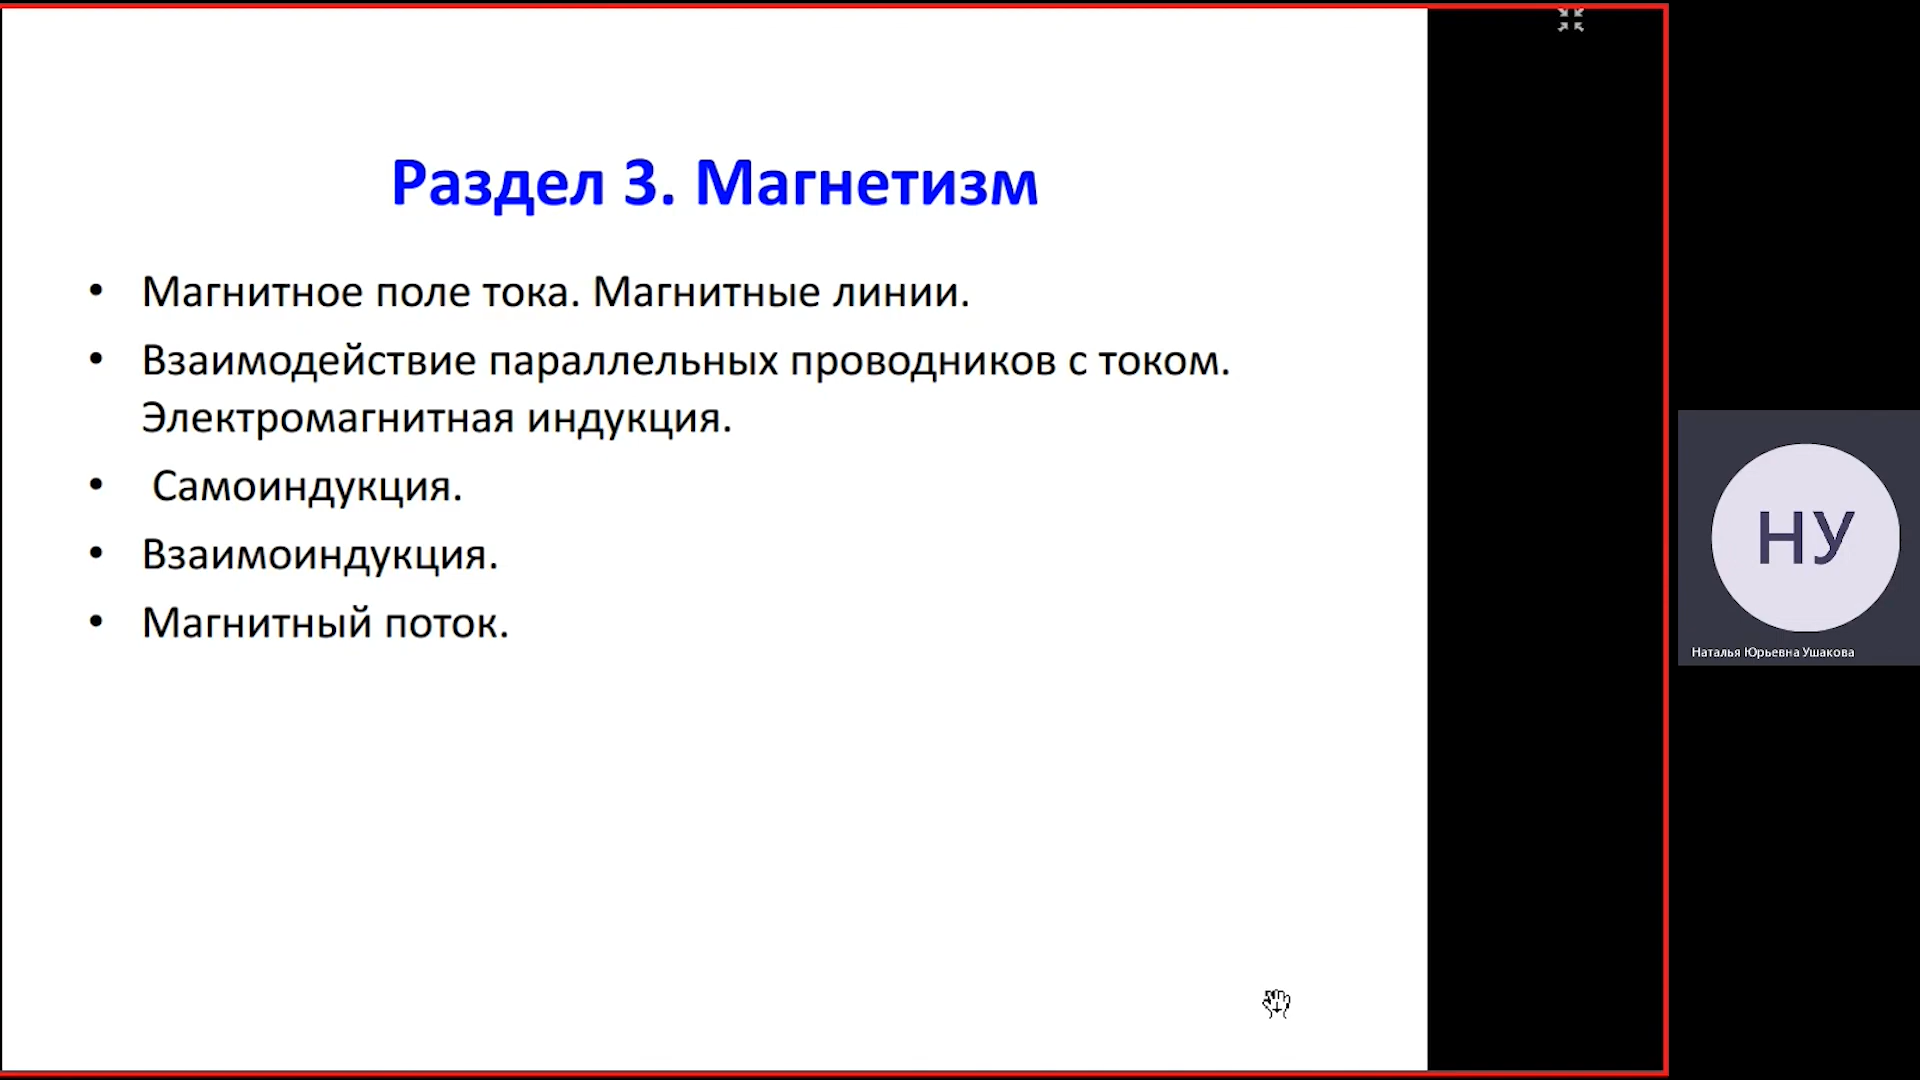 Раздел 3. Магнетизм
• Магнитное поле тока. Магнитные линии.
• Взаимодействие параллельных проводников с током.
Электромагнитная индукция.
• Самоиндукция.
• Взаимоиндукция.
• Магнитный поток.
НУ
Наталья Юрьевна Ушакова